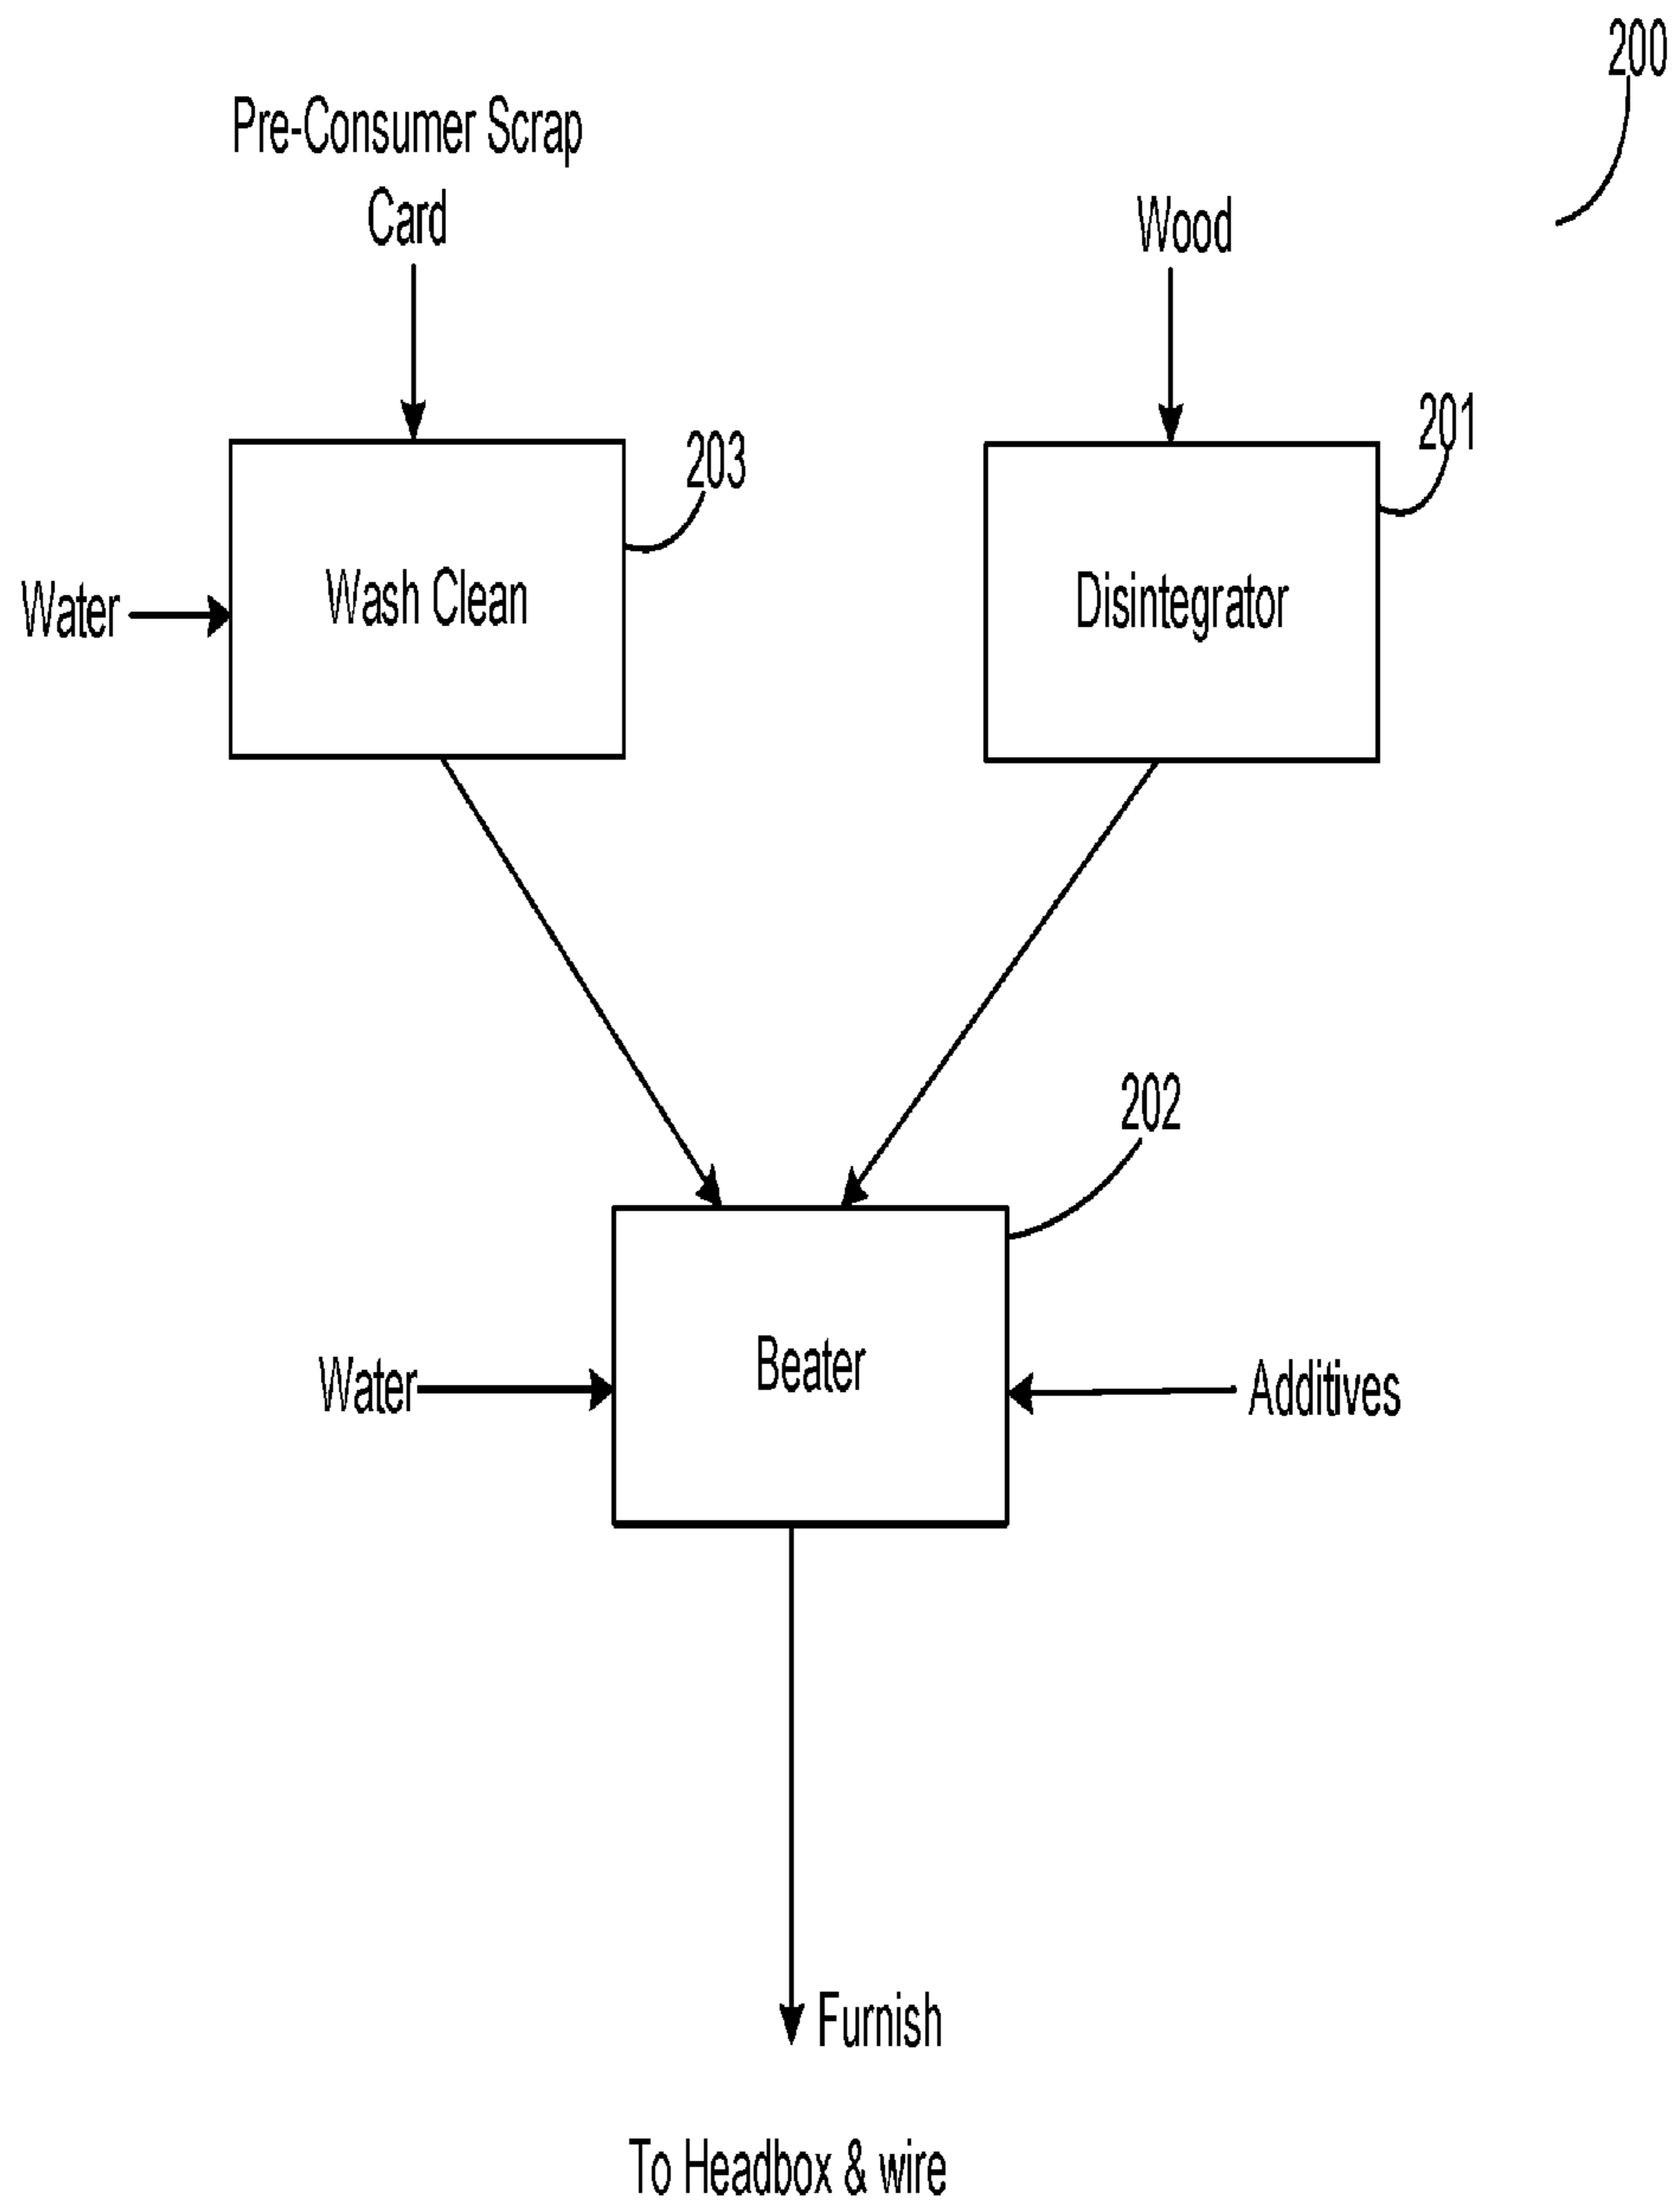 200
Pre-Consumer Scrap
Card
Wood
201
203
Water
Wash Clean
Disintegrator
202
Water
Beater
Additives
Furnish
To Headbox & wire